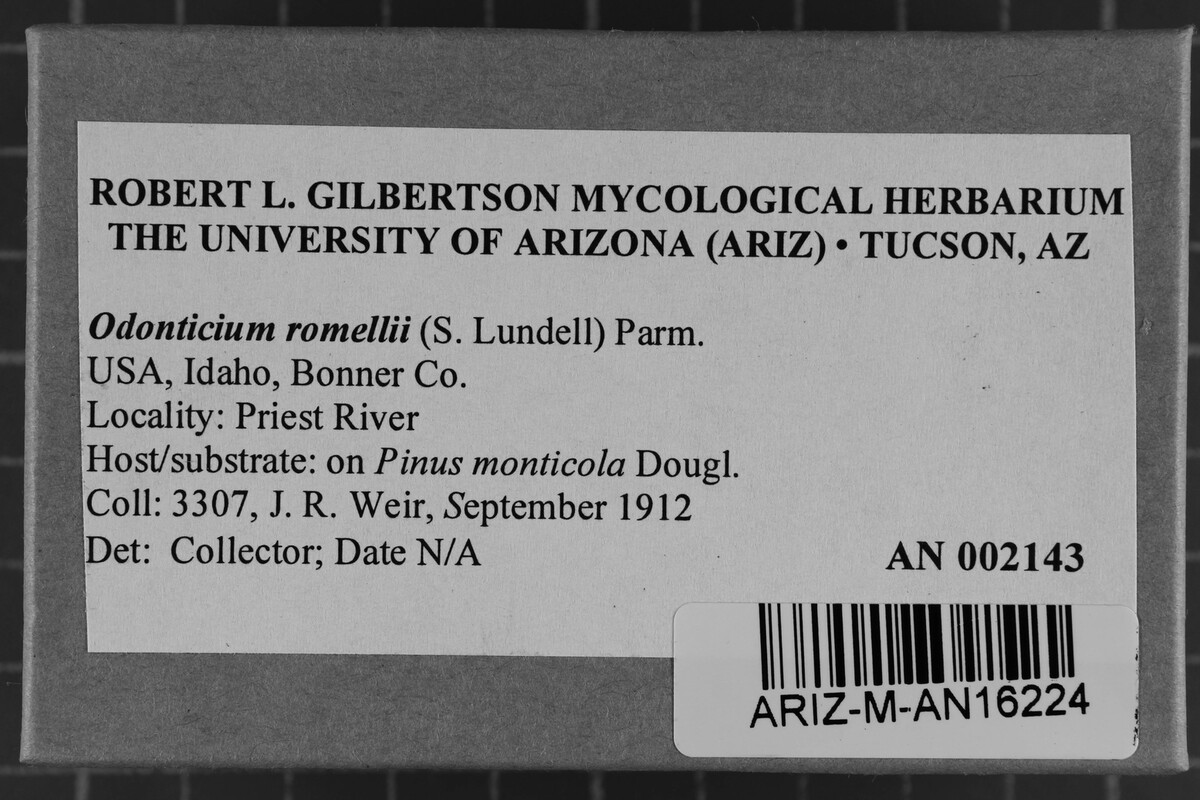 ROBERT L. GILBERTSON MYCOLOGICAL HERBARIUM
THE UNIVERSITY OF ARIZONA (ARIZ) • TUCSON, AZ
Odonticium romellii (S. Lundell) Parm.
USA, Idaho, Bonner Co.
Locality: Priest River
Host/substrate: on Pinus monticola Dougl.
Coll: 3307, J. R. Weir, September 1912
Det: Collector; Date N/A
AN 002143
ARIZ-M-AN16224